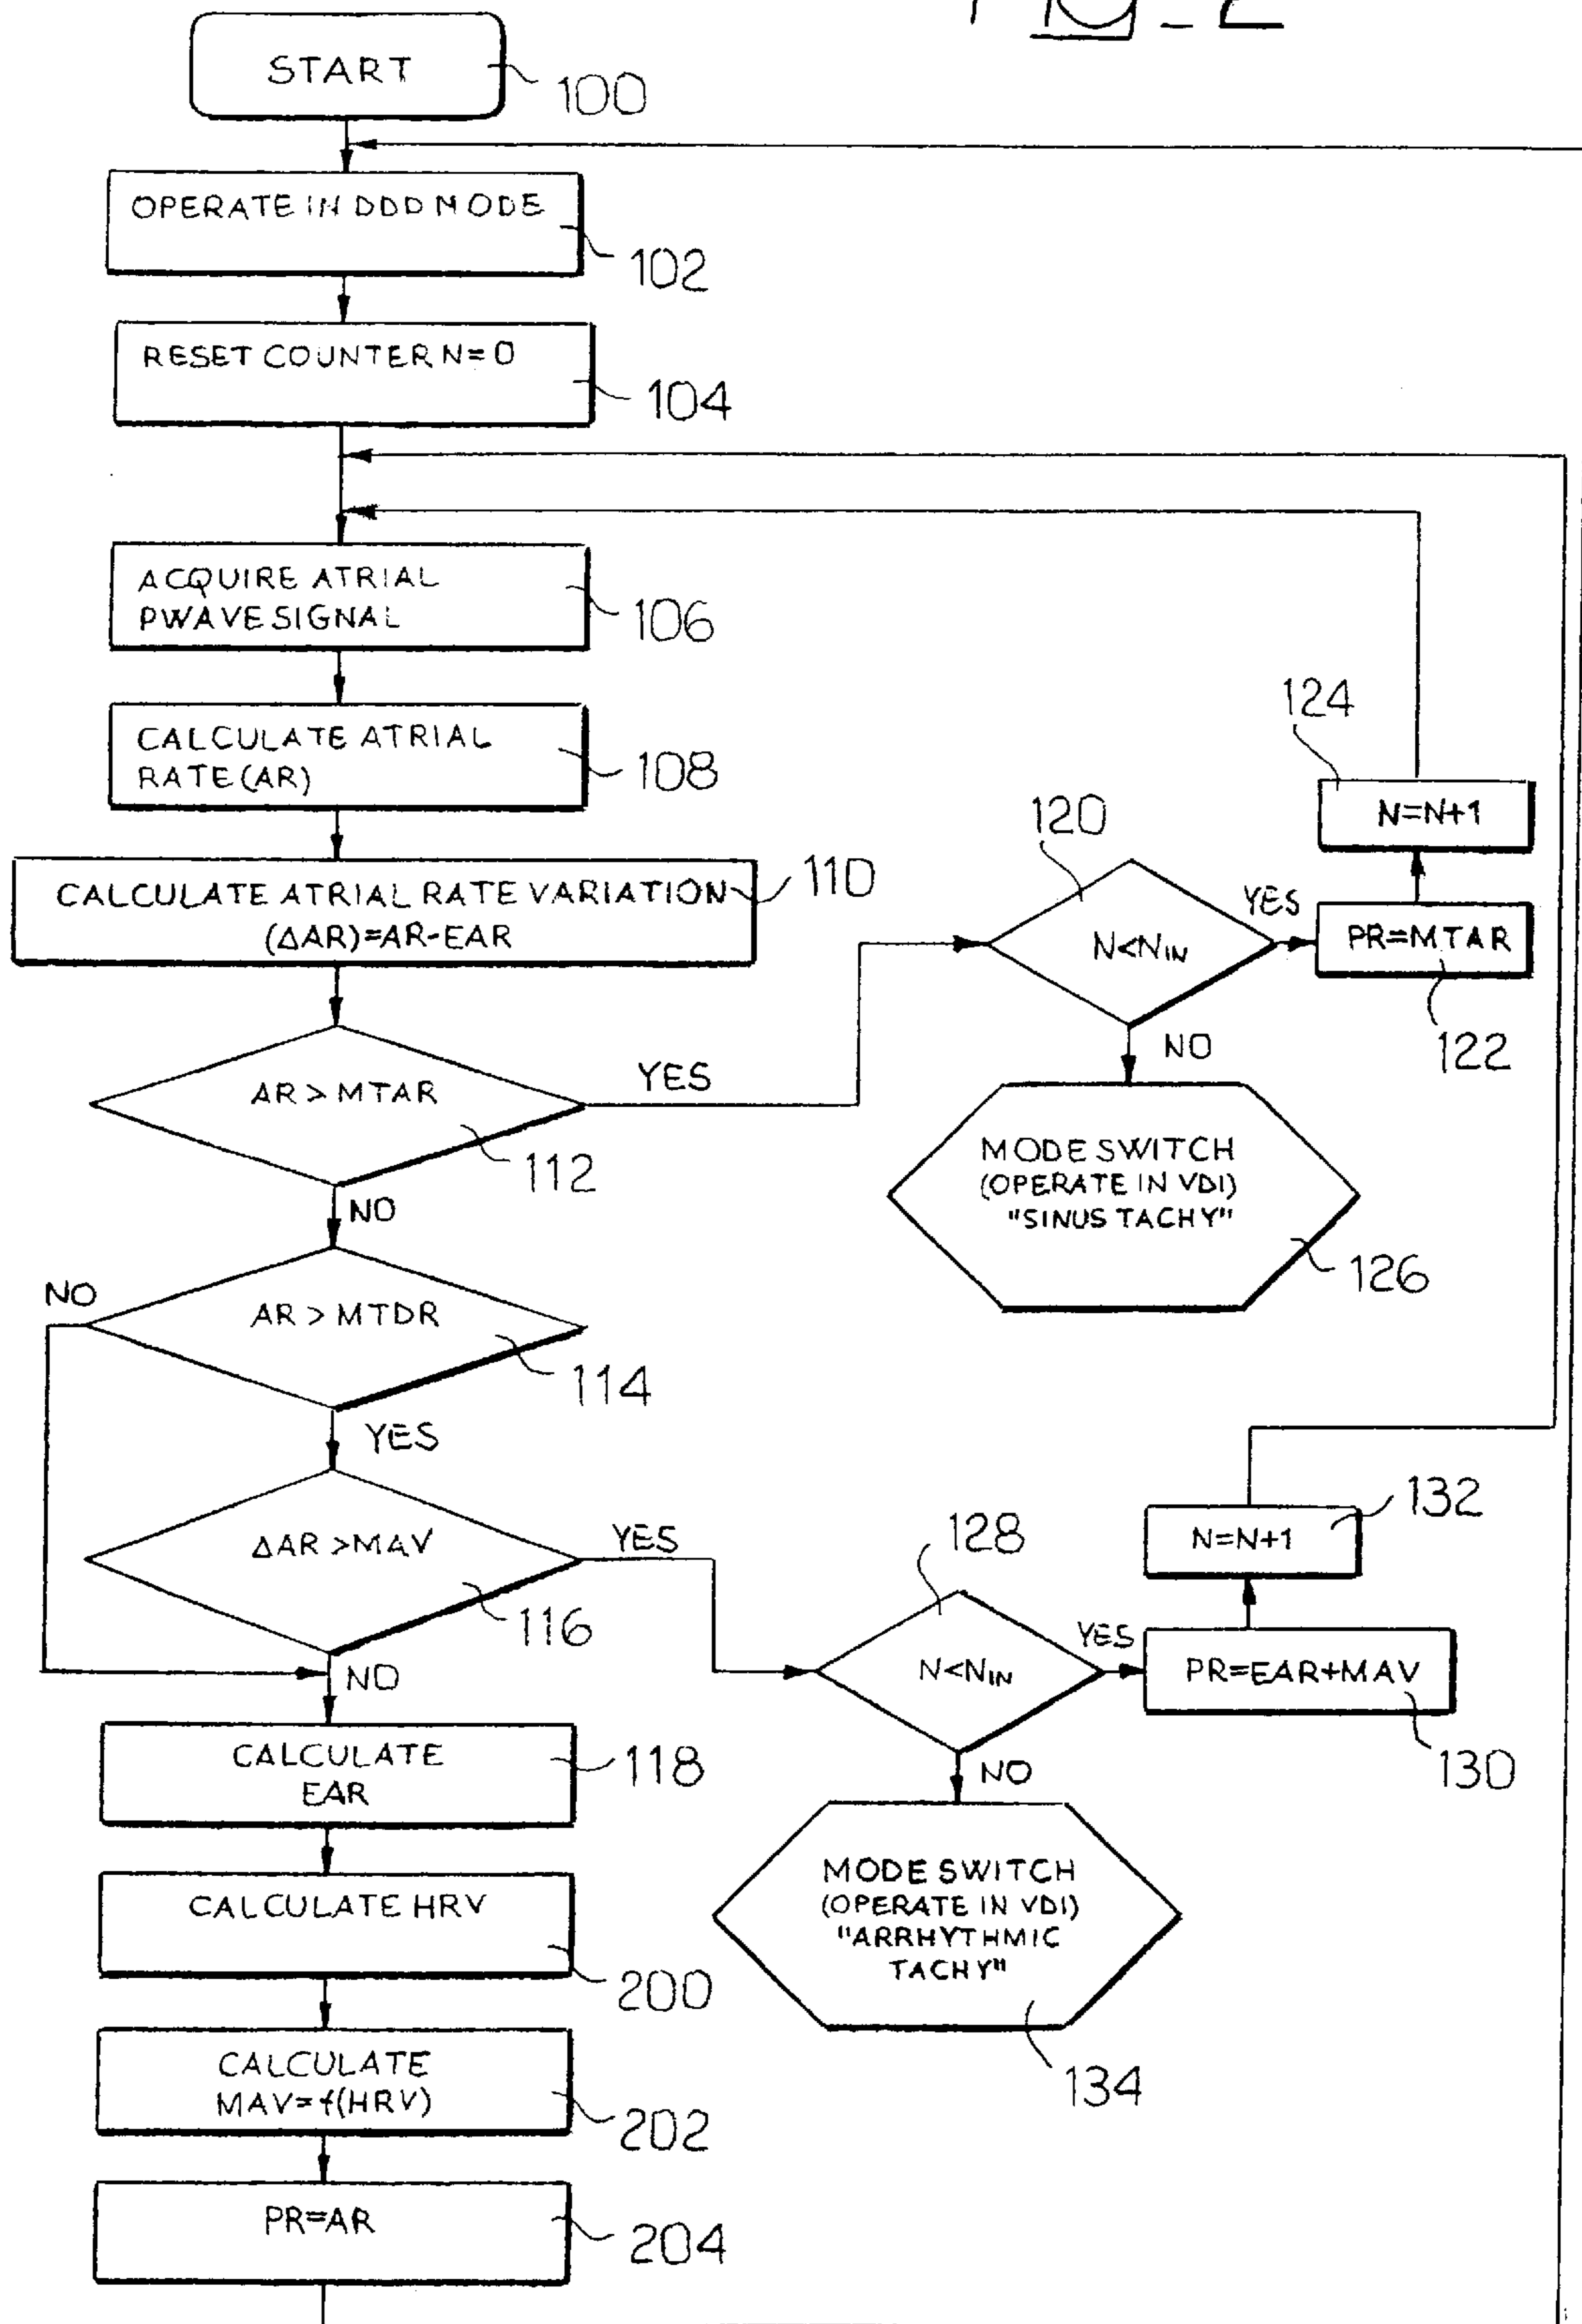 FIG_2
START
100
OPERATE IN DDD MODE
102
RESET COUNTER N=0
104
ACQUIRE ATRIAL
PWAVE SIGNAL
106
CALCULATE ATRIAL
RATE (AR)
108
124
N=N+1
120
CALCULATE ATRIAL RATE VARIATION
(ΔAR)=AR-EAR
110
N<NIN
YES
PR=MTAR
122
NO
AR > MTAR
YES
112
NO
MODE SWITCH
(OPERATE IN VDI)
"SINUS TACHY"
126
NO
AR > MTDR
114
YES
ΔAR >MAV
YES
116
NO
128
N<NIN
YES
132
N=N+1
PR=EAR+MAV
130
NO
CALCULATE
EAR
118
CALCULATE HRV
200
MODE SWITCH
(OPERATE IN VDI)
"ARRHYTHMIC
TACHY"
134
CALCULATE
MAV=f(HRV)
202
PR=AR
204